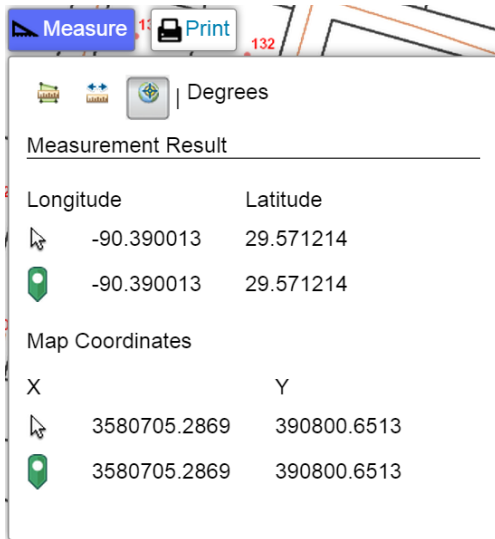 Measure
Print
132
| Degrees
Measurement Result
Longitude Latitude
-90.390013 29.571214
-90.390013 29.571214
Map Coordinates
X Y
3580705.2869 390800.6513
3580705.2869 390800.6513